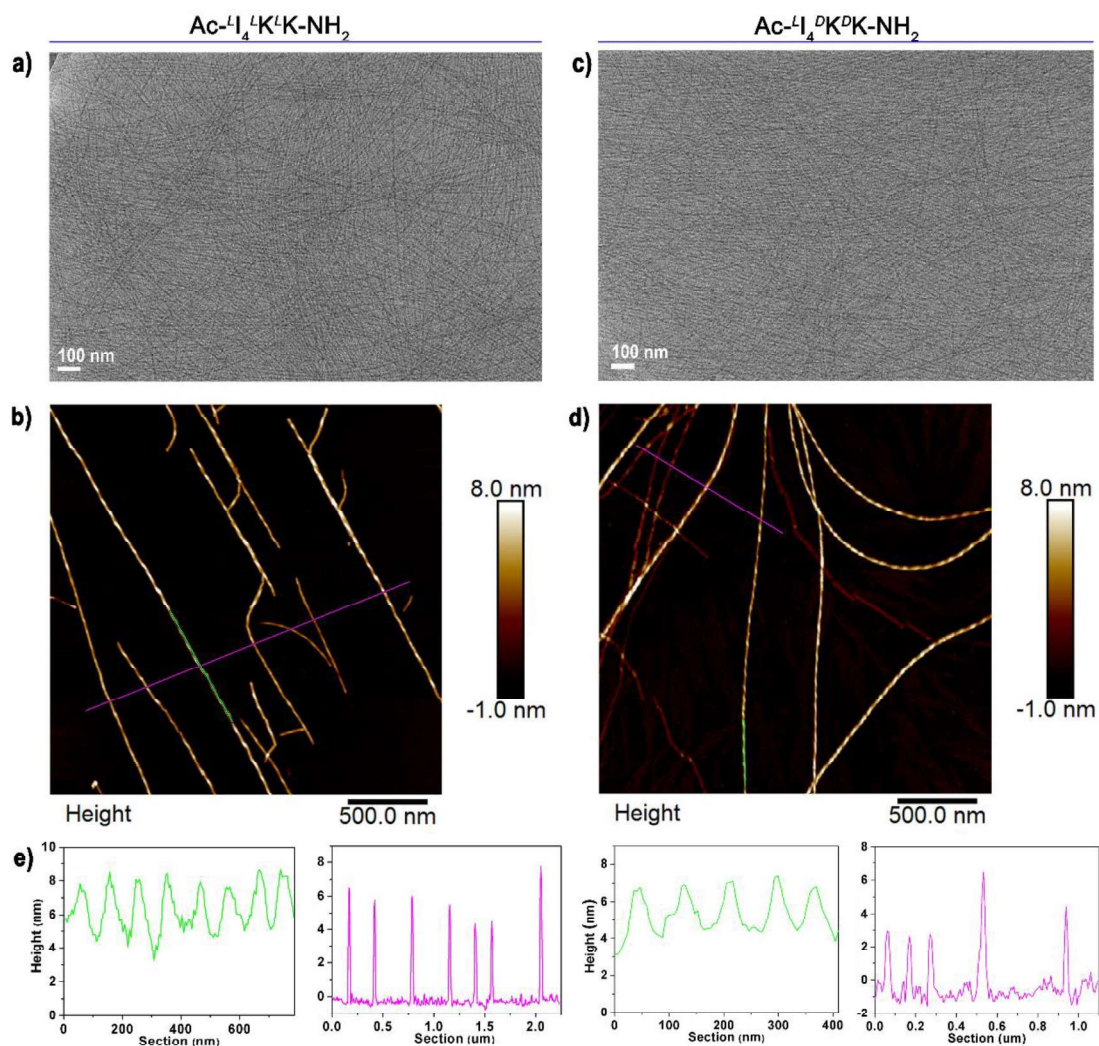 Ac-ᴸI₄ᴸKᴸK-NH₂
Ac-ᴸI₄ᴰKᴰK-NH₂
a)
c)
100 nm
100 nm
b)
8.0 nm
-1.0 nm
Height
500.0 nm
d)
8.0 nm
-1.0 nm
Height
500.0 nm
e)
10
8
6
4
2
0
Height (nm)
0 200 400 600
Section (nm)
8
6
4
2
0
0.0 0.5 1.0 1.5 2.0
Section (um)
10
8
6
4
2
0
Height (nm)
0 100 200 300 400
Section (nm)
8
6
4
2
0
-2
0.0 0.2 0.4 0.6 0.8 1.0
Section (um)